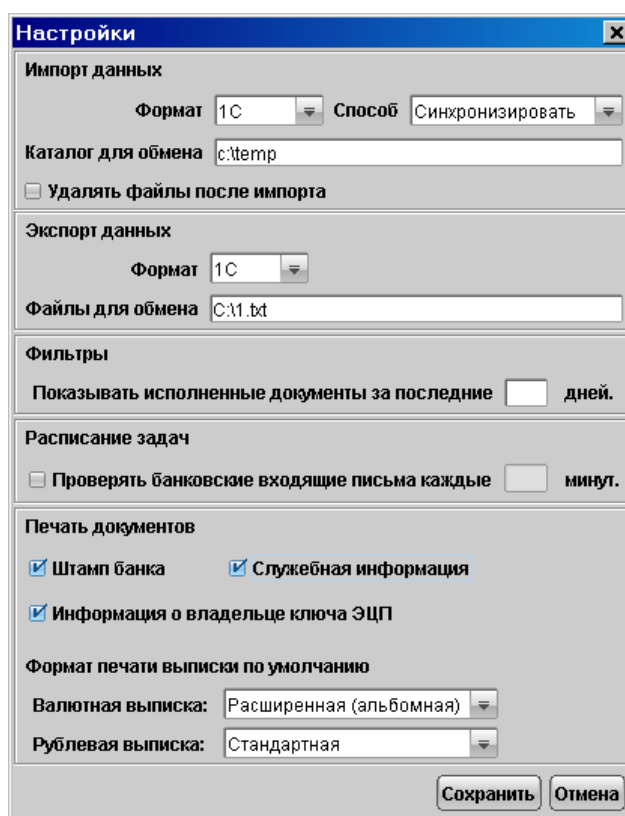 Настройки
Импорт данных
Формат 1С Способ Синхронизировать
Каталог для обмена c:\temp
Удалять файлы после импорта
Экспорт данных
Формат 1С
Файлы для обмена C:\1.txt
Фильтры
Показывать исполненные документы за последние дней.
Расписание задач
Проверять банковские входящие письма каждые минут.
Печать документов
Штамп банка Служебная информация
Информация о владельце ключа ЭЦП
Формат печати выписки по умолчанию
Валютная выписка: Расширенная (альбомная)
Рублевая выписка: Стандартная
Сохранить Отмена